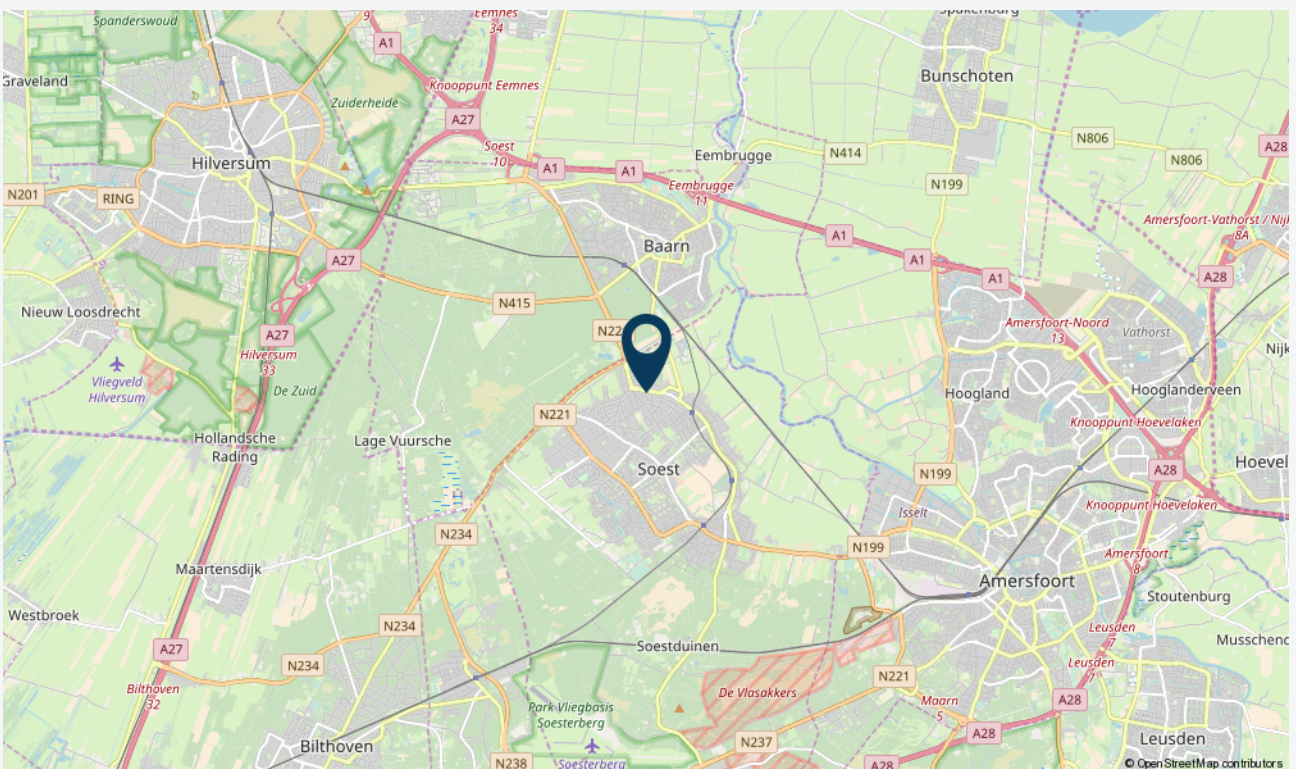 Spanderswoud
9
Eemnes
34
Spakenburg
A1
Graveland
Knooppunt Eemnes
Bunschoten
Zuiderheide
A27
Soest
10
N806
A28
Hilversum
Eembrugge
N414
N806
A1
A1
Eembrugge
11
N199
N201
RING
Amersfoort-Vathorst / Nijk
8A
Baarn
A1
A27
A1
A1
A28
N415
Nieuw Loosdrecht
A27
N22
Amersfoort-Noord
13
Vathorst
Nijk
Hilversum
33
Vliegveld
Hilversum
De Zuid
Hoogland
Hooglanderveen
N221
Knooppunt Hoevelaken
Hollandsche
Rading
Lage Vuursche
Soest
N199
A28
Hoevel
Knooppunt Hoevelaken
Isselt
N234
N199
Amersfoort
8
Maartensdijk
Amersfoort
Stoutenburg
Westbroek
N234
Leusden
7
A27
Soestduinen
Musschend
N234
Leusden
7
N221
Bilthoven
32
De Vlasakkers
Maarn
5
A28
Park Vliegbasis
Soesterberg
A28
Bilthoven
N237
Leusden
N238
Soesterberg
A28
© OpenStreetMap contributors